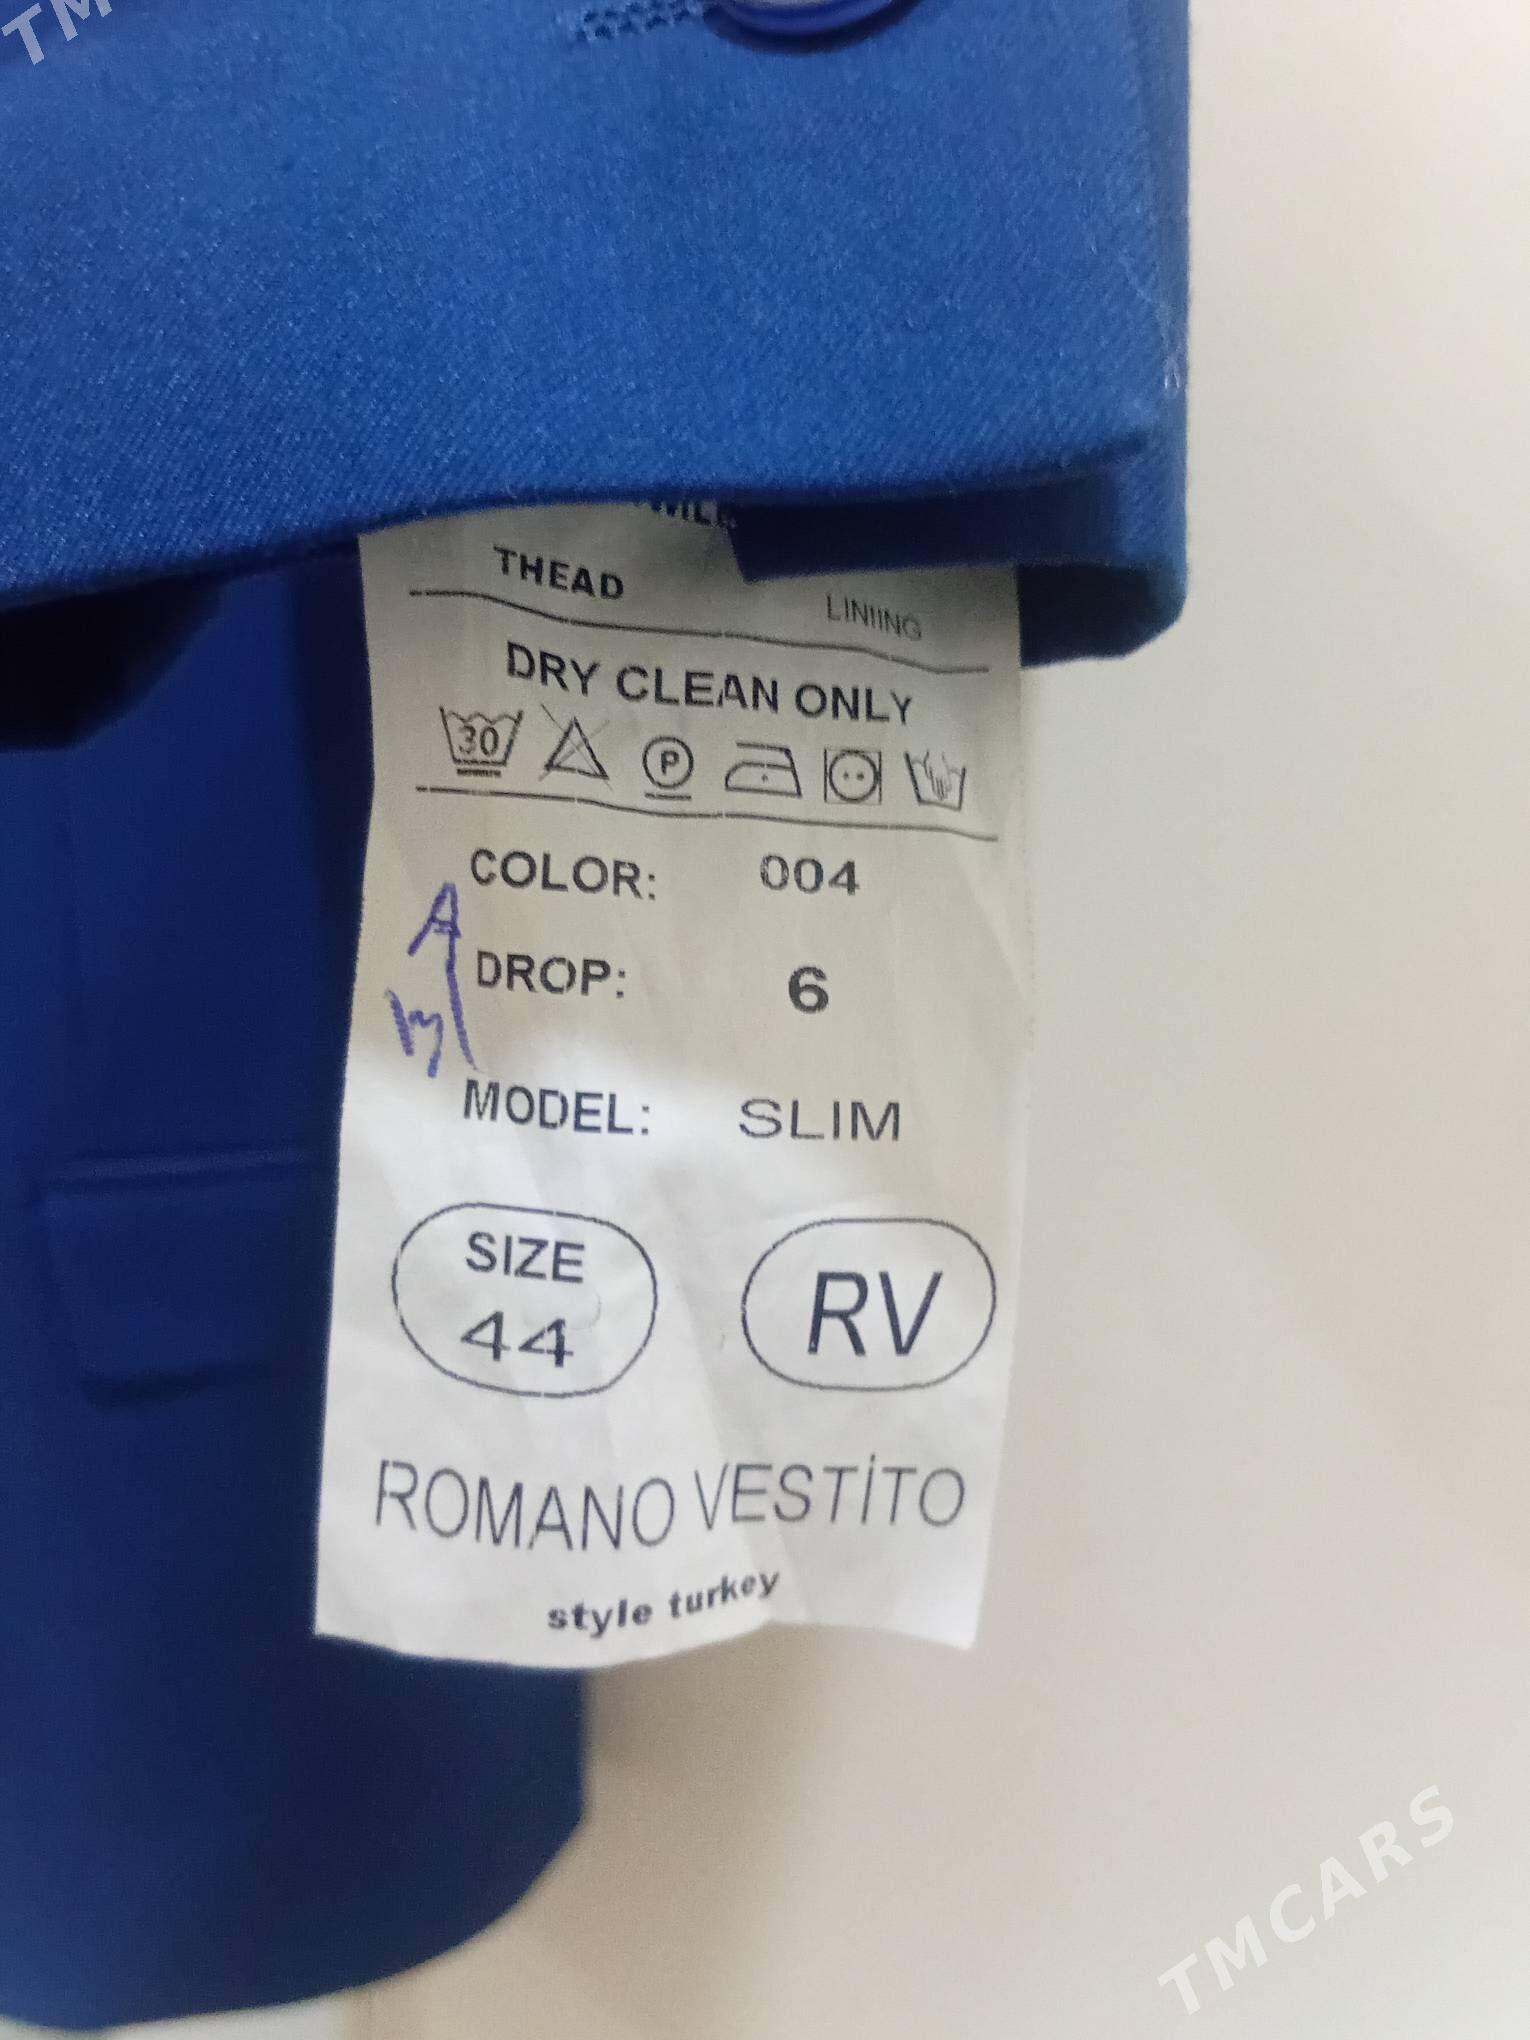 THEAD
LINIING
DRY CLEAN ONLY
30 P
COLOR: 004
DROP: 6
MODEL: SLIM
SIZE
44
RV
ROMANO VESTİTO
style turkey
TMCARS